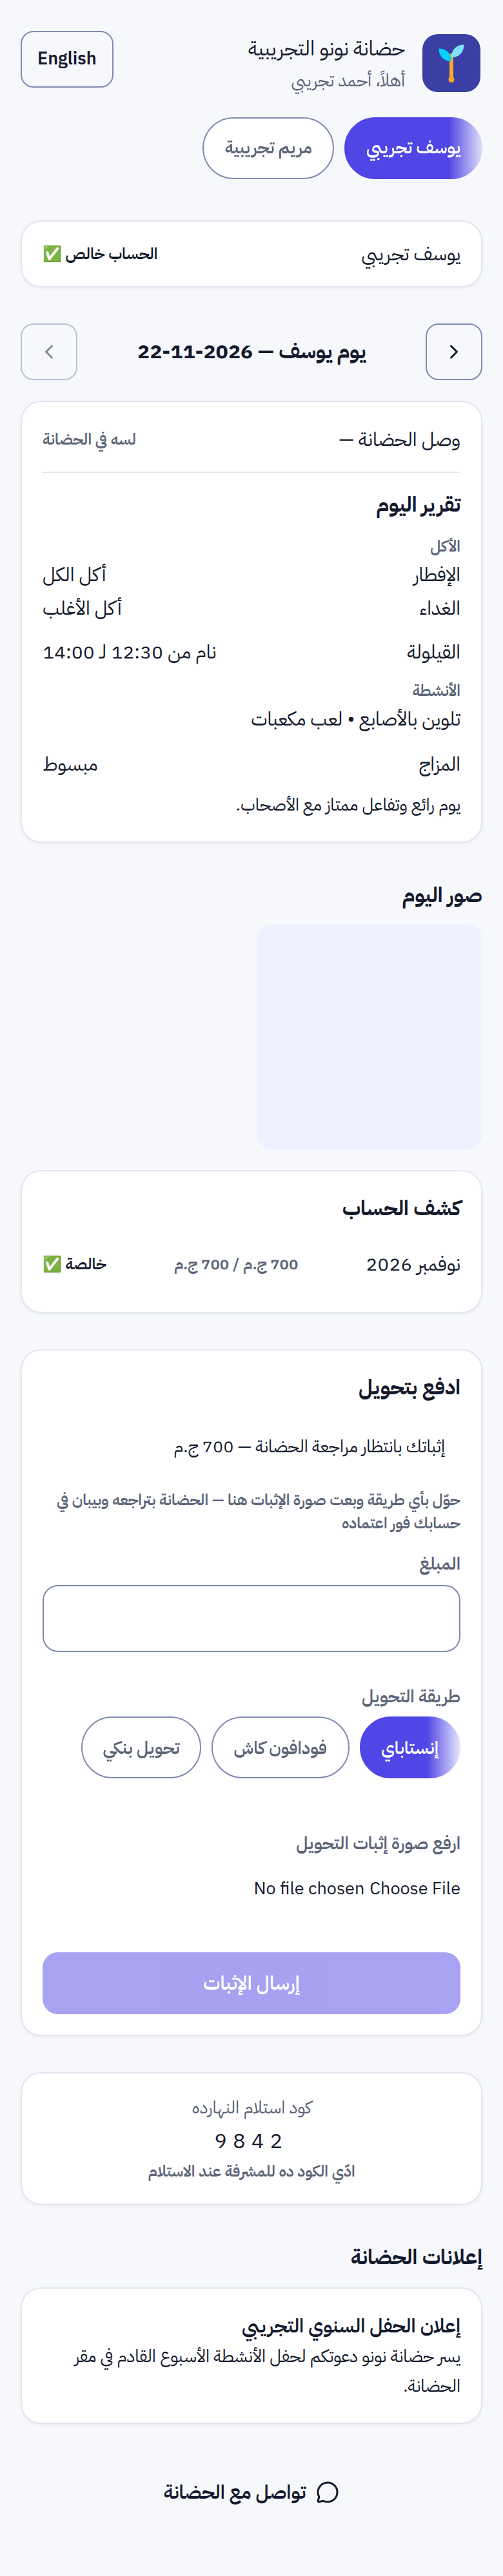 حضانة نونو التجريبية
أهلاً، أحمد تجريبي
English
يوسف تجريبي
مريم تجريبية
يوسف تجريبي
الحساب خالص ✅
يوم يوسف — 2026-11-22
وصل الحضانة —
لسه في الحضانة
تقرير اليوم
الأكل
الإفطار
أكل الكل
الغداء
أكل الأغلب
القيلولة
نام من 12:30 لـ 14:00
الأنشطة
تلوين بالأصابع • لعب مكعبات
المزاج
مبسوط
يوم رائع وتفاعل ممتاز مع الأصحاب.
صور اليوم
كشف الحساب
نوفمبر 2026
700 ج.م / 700 ج.م
خالصة ✅
ادفع بتحويل
إثباتك بانتظار مراجعة الحضانة — 700 ج.م
حوّل بأي طريقة وبعت صورة الإثبات هنا — الحضانة بتراجعه وبيبان في
حسابك فور اعتماده
المبلغ
طريقة التحويل
إنستاباي
فودافون كاش
تحويل بنكي
ارفع صورة إثبات التحويل
Choose File No file chosen
إرسال الإثبات
كود استلام النهارده
9842
ادّي الكود ده للمشرفة عند الاستلام
إعلانات الحضانة
إعلان الحفل السنوي التجريبي
يسر حضانة نونو دعوتكم لحفل الأنشطة الأسبوع القادم في مقر
الحضانة.
تواصل مع الحضانة